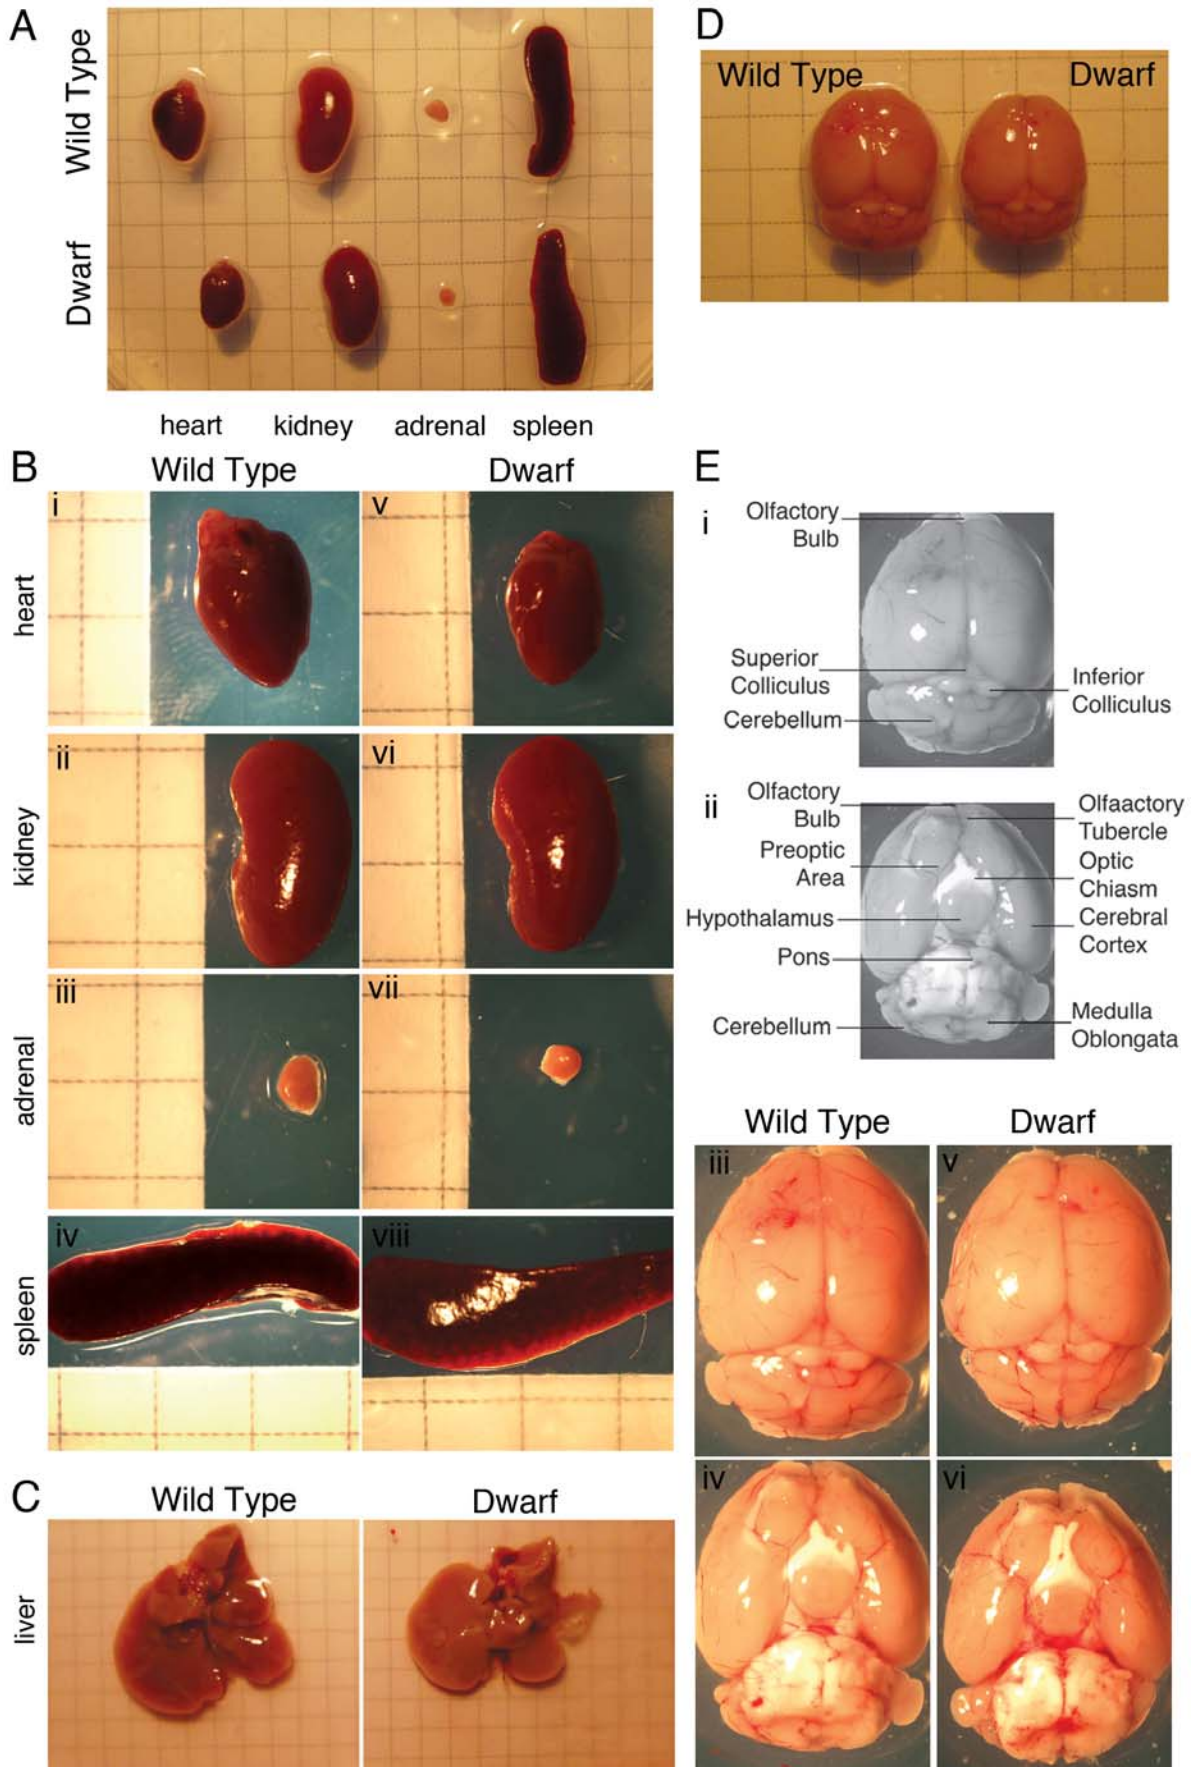 A
Wild Type
Dwarf
heart
kidney
adrenal
spleen
B
Wild Type
Dwarf
i
v
heart
ii
vi
kidney
iii
vii
adrenal
iv
viii
spleen
C
Wild Type
Dwarf
liver
D
Wild Type
Dwarf
E
i
Olfactory
Bulb
Superior
Colliculus
Cerebellum
Inferior
Colliculus
ii
Olfactory
Bulb
Preoptic
Area
Hypothalamus
Pons
Cerebellum
Olfaactory
Tubercle
Optic
Chiasm
Cerebral
Cortex
Medulla
Oblongata
Wild Type
Dwarf
iii
v
iv
vi